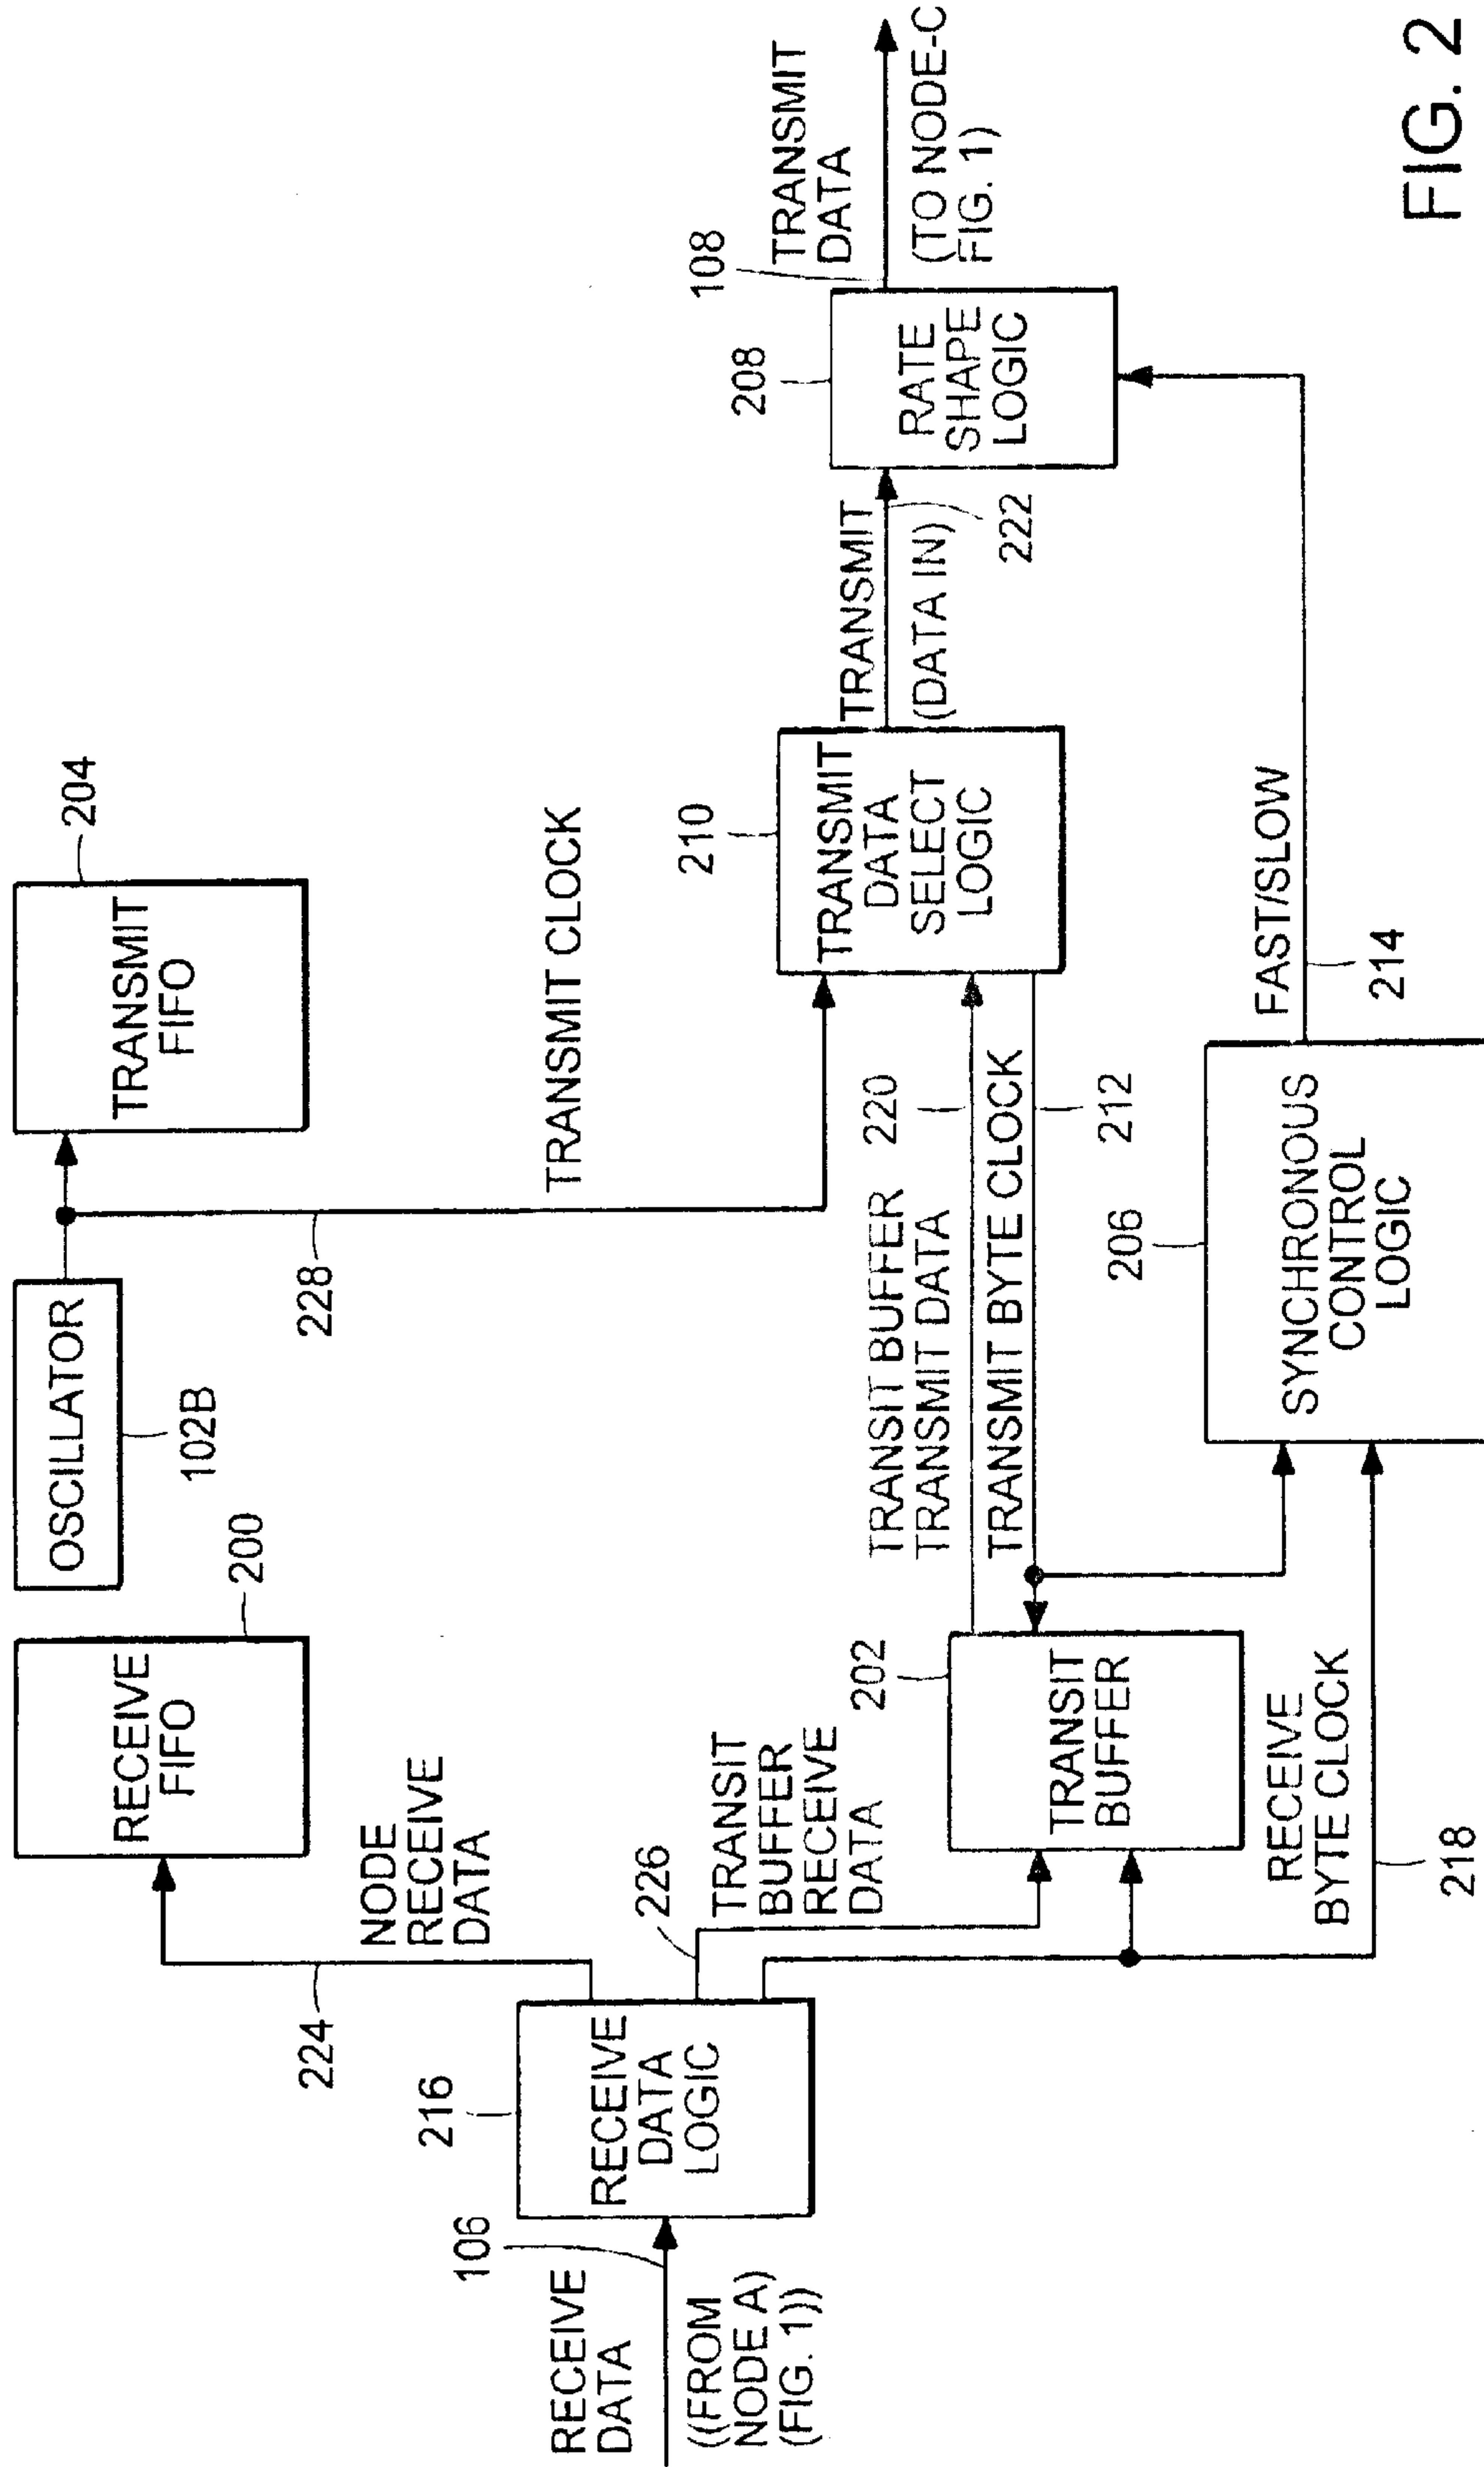 RECEIVE
FIFO
200
OSCILLATOR
102B
TRANSMIT
FIFO
204
228
TRANSMIT CLOCK
NODE
RECEIVE
DATA
224
216
RECEIVE
DATA
LOGIC
106
RECEIVE
DATA
((FROM
NODE A)
(FIG. 1))
226
TRANSIT
BUFFER
RECEIVE
DATA
202
TRANSIT
BUFFER
TRANSIT BUFFER
TRANSMIT DATA
220
TRANSMIT BYTE CLOCK
212
210
TRANSMIT
DATA
SELECT
LOGIC
TRANSMIT
(DATA IN)
222
208
RATE
SHAPE
LOGIC
108
TRANSMIT
DATA
(TO NODE-C
FIG. 1)
RECEIVE
BYTE CLOCK
218
206
SYNCHRONOUS
CONTROL
LOGIC
FAST/SLOW
214
FIG. 2